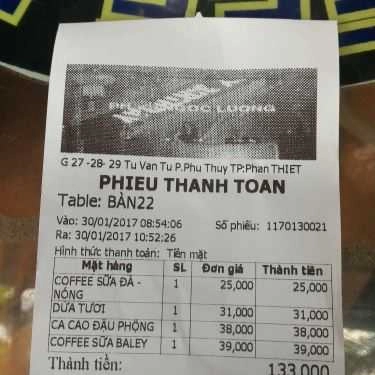 G 27 -28- 29 Tu Van Tu P.Phu Thuy TP:Phan THIET
PHIEU THANH TOAN
Table: BÀN22
Vào: 30/01/2017 08:54:06 Số phiếu: 1170130021
Ra: 30/01/2017 10:52:26
Hình thức thanh toán: Tiền mặt
Mặt hàng SL Đơn giá Thành tiền
COFFEE SỮA ĐÁ - 1 25,000 25,000
NÓNG
DỪA TƯƠI 1 31,000 31,000
CA CAO ĐẬU PHỘNG 1 38,000 38,000
COFFEE SỮA BALEY 1 39,000 39,000
Thành tiền: 133,000